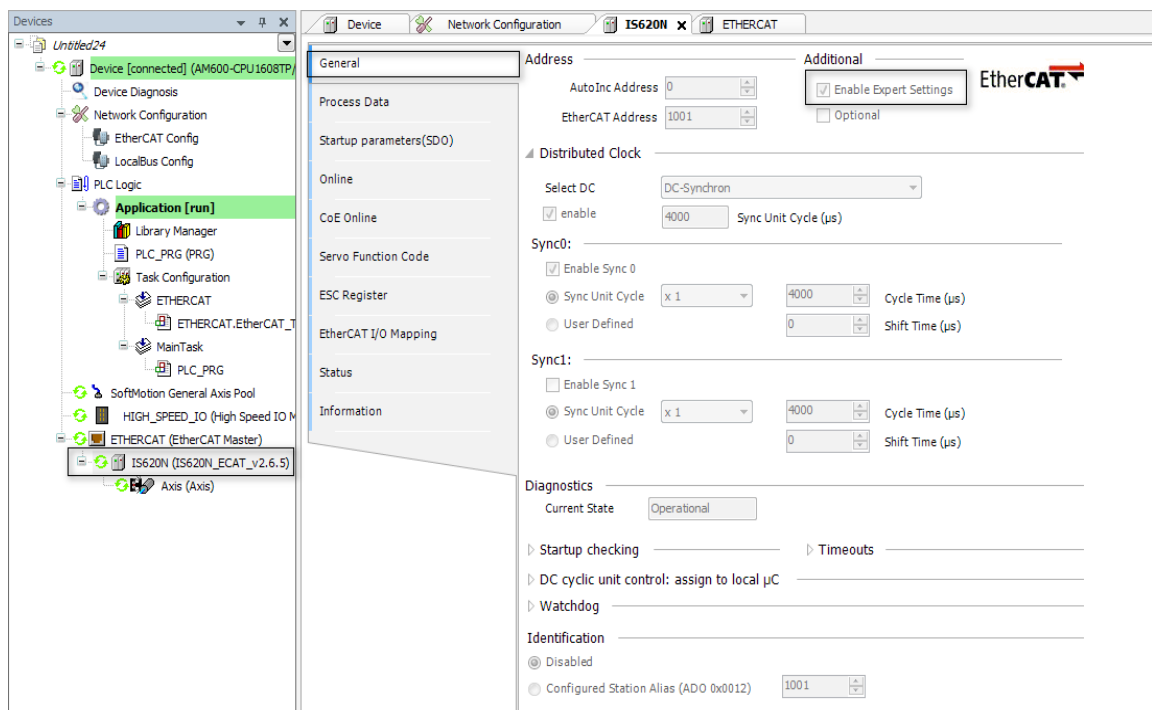 Devices
Untitled24
Device [connected] (AM600-CPU1608TP/
Device Diagnosis
Network Configuration
EtherCAT Config
LocalBus Config
PLC Logic
Application [run]
Library Manager
PLC_PRG (PRG)
Task Configuration
ETHERCAT
ETHERCAT.EtherCAT_T
MainTask
PLC_PRG
SoftMotion General Axis Pool
HIGH_SPEED_IO (High Speed IO M
ETHERCAT (EtherCAT Master)
IS620N (IS620N_ECAT_v2.6.5)
Axis (Axis)
Device Network Configuration IS620N ETHERCAT
General
Process Data
Startup parameters(SDO)
Online
CoE Online
Servo Function Code
ESC Register
EtherCAT I/O Mapping
Status
Information
Address Additional
AutoInc Address 0 Enable Expert Settings EtherCAT.
EtherCAT Address 1001 Optional
Distributed Clock
Select DC DC-Synchron
enable 4000 Sync Unit Cycle (µs)
Sync0:
Enable Sync 0
Sync Unit Cycle x 1 4000 Cycle Time (µs)
User Defined 0 Shift Time (µs)
Sync1:
Enable Sync 1
Sync Unit Cycle x 1 4000 Cycle Time (µs)
User Defined 0 Shift Time (µs)
Diagnostics
Current State Operational
Startup checking Timeouts
DC cyclic unit control: assign to local µC
Watchdog
Identification
Disabled
Configured Station Alias (ADO 0x0012) 1001